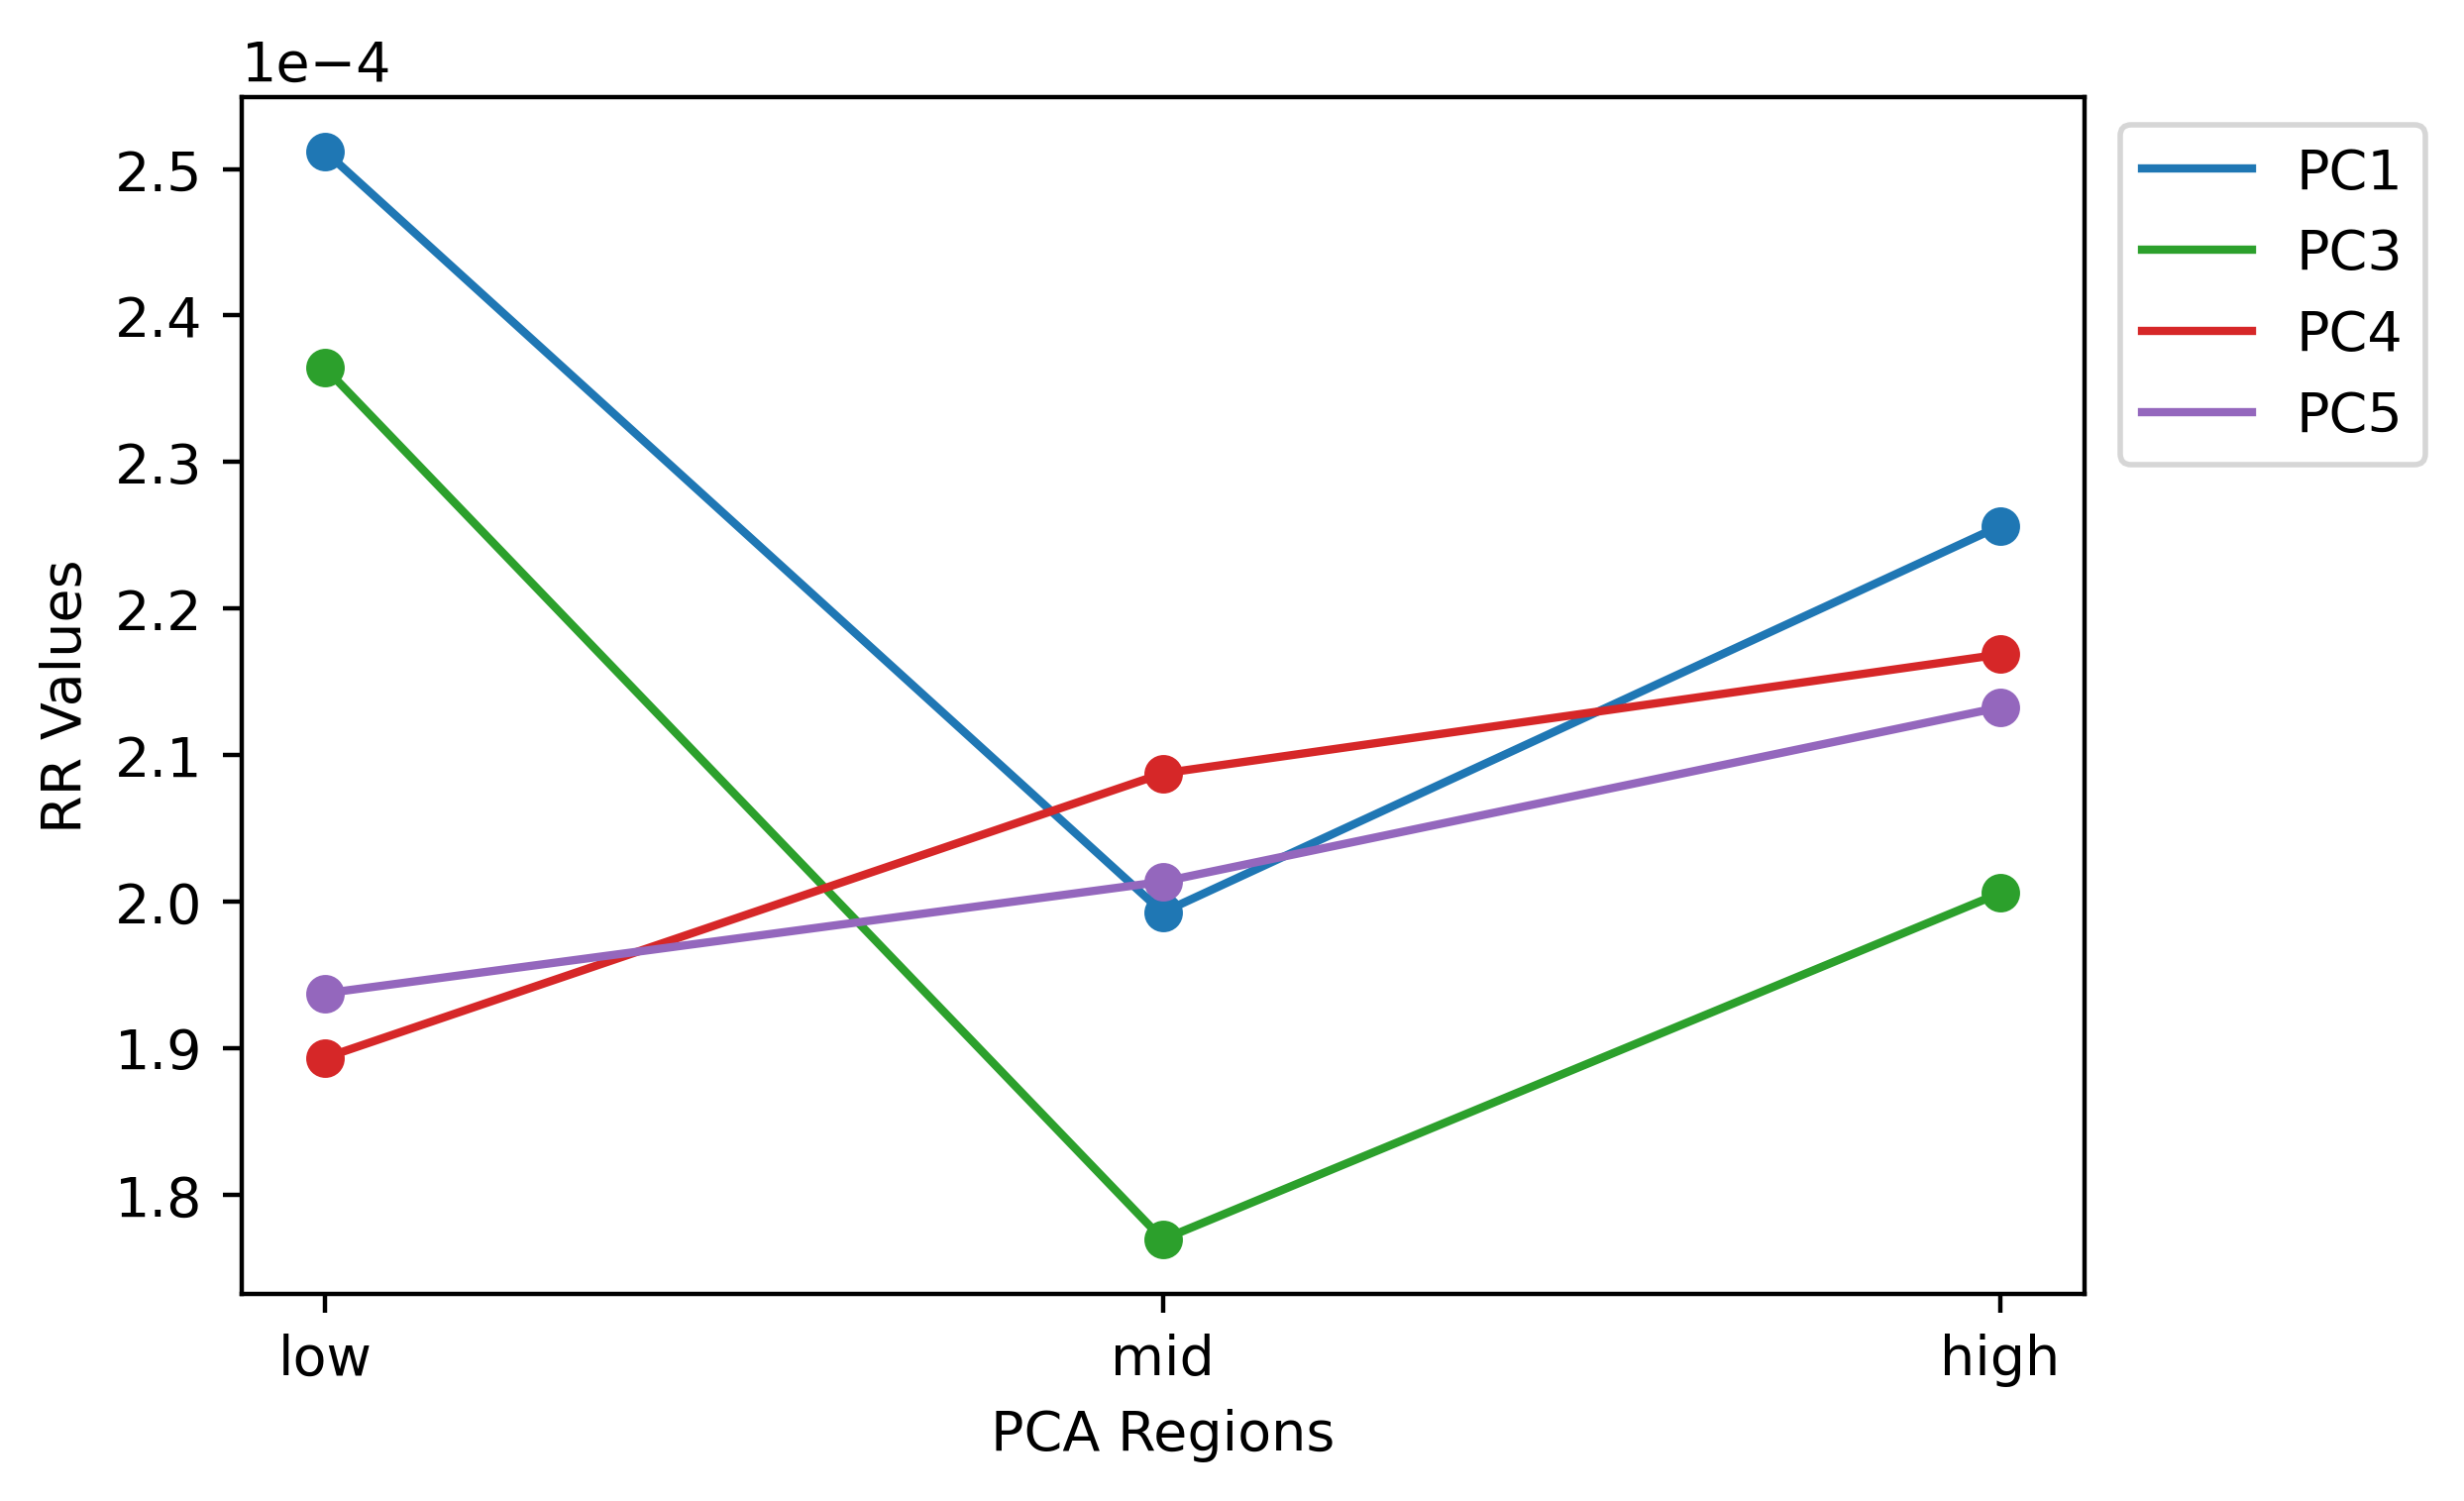 1e−4
2.5
2.4
2.3
2.2
2.1
2.0
1.9
1.8
RR Values
low
mid
high
PCA Regions
PC1
PC3
PC4
PC5